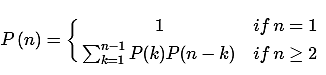 P(n) = { 1 if n = 1
∑_{k=1}^{n-1} P(k)P(n − k) if n ≥ 2